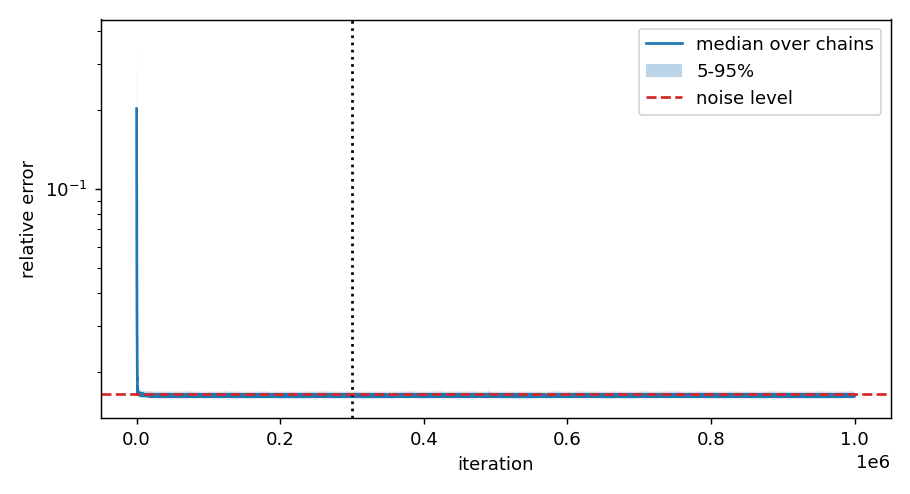 median over chains
5-95%
noise level
relative error
10⁻¹
0.0 0.2 0.4 0.6 0.8 1.0
1e6
iteration